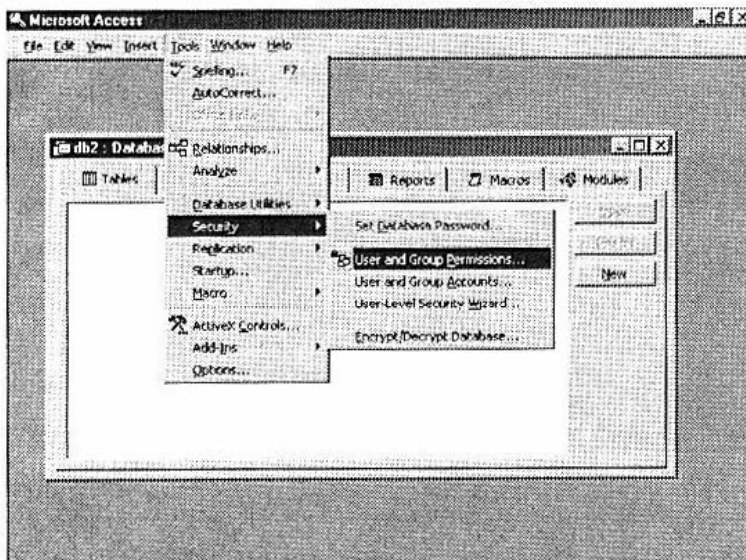 Microsoft Access
File Edit View Insert Tools Window Help
Spelling... F7
AutoCorrect...
Relationships...
Analyze
Database Utilities
Security
Replication
Startup...
Macro
ActiveX Controls...
Add-Ins
Options...
db2 : Databas
Tables Reports Macros Modules
New
Set Database Password...
User and Group Permissions...
User and Group Accounts...
User-Level Security Wizard...
Encrypt/Decrypt Database...